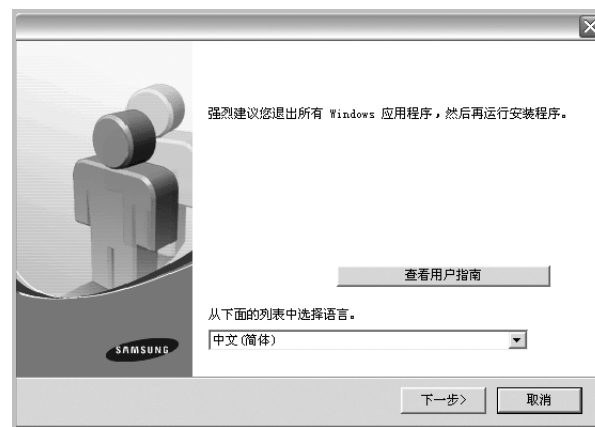 强烈建议您退出所有 Windows 应用程序，然后再运行安装程序。
查看用户指南
从下面的列表中选择语言。
中文(简体)
SAMSUNG
下一步> 取消